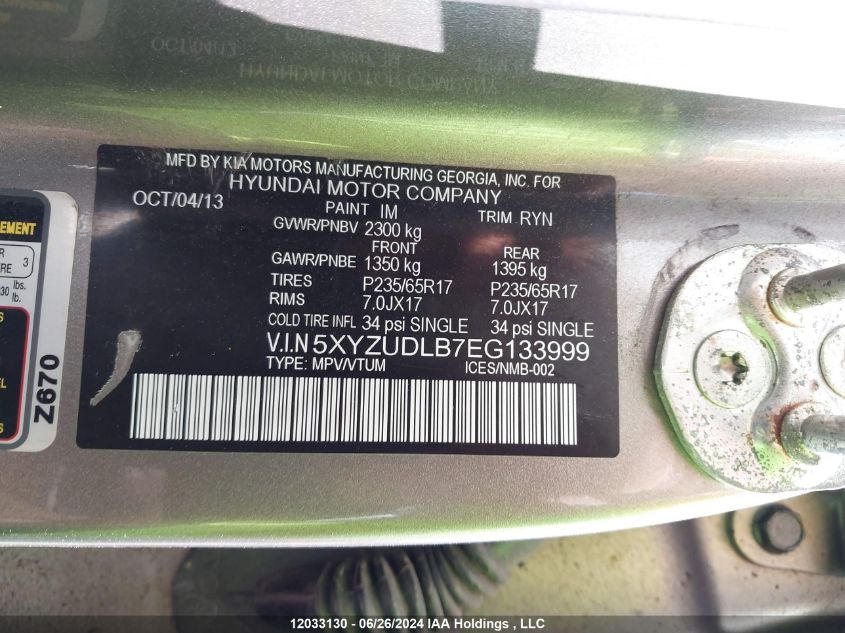 MFD BY KIA MOTORS MANUFACTURING GEORGIA, INC. FOR
HYUNDAI MOTOR COMPANY
OCT/04/13
PAINT IM TRIM RYN
GVWR/PNBV 2300 kg
FRONT REAR
GAWR/PNBE 1350 kg 1395 kg
TIRES P235/65R17 P235/65R17
RIMS 7.0JX17 7.0JX17
COLD TIRE INFL 34 psi SINGLE 34 psi SINGLE
V.I.N 5XYZUDLB7EG133999
TYPE: MPV/VTUM ICES/NMB-002
Z670
3
lbs.
lb.
12033130 - 06/26/2024 IAA Holdings , LLC